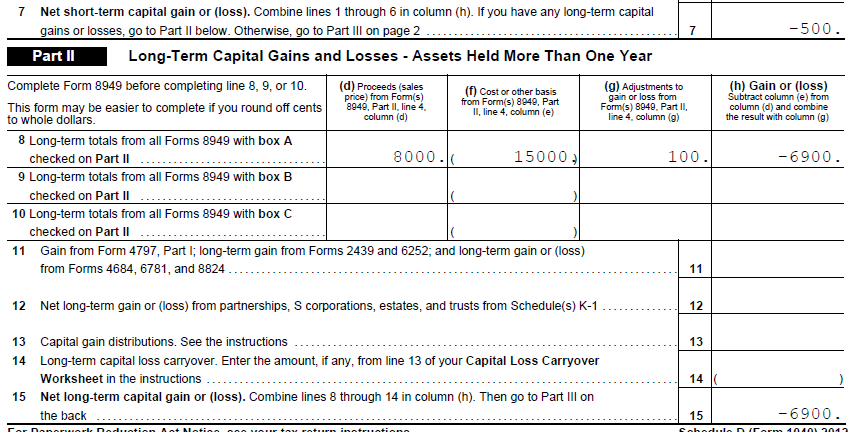 7 Net short-term capital gain or (loss). Combine lines 1 through 6 in column (h). If you have any long-term capital
gains or losses, go to Part II below. Otherwise, go to Part III on page 2 7 -500.
Part II Long-Term Capital Gains and Losses - Assets Held More Than One Year
Complete Form 8949 before completing line 8, 9, or 10.
This form may be easier to complete if you round off cents
to whole dollars.
(d) Proceeds (sales
price) from Form(s)
8949, Part II, line 4,
column (d)
(f) Cost or other basis
from Form(s) 8949, Part
II, line 4, column (e)
(g) Adjustments to
gain or loss from
Form(s) 8949, Part II,
line 4, column (g)
(h) Gain or (loss)
Subtract column (e) from
column (d) and combine
the result with column (g)
8 Long-term totals from all Forms 8949 with box A
checked on Part II 8000. ( 15000.) 100. -6900.
9 Long-term totals from all Forms 8949 with box B
checked on Part II ( )
10 Long-term totals from all Forms 8949 with box C
checked on Part II ( )
11 Gain from Form 4797, Part I; long-term gain from Forms 2439 and 6252; and long-term gain or (loss)
from Forms 4684, 6781, and 8824 11
12 Net long-term gain or (loss) from partnerships, S corporations, estates, and trusts from Schedule(s) K-1 12
13 Capital gain distributions. See the instructions 13
14 Long-term capital loss carryover. Enter the amount, if any, from line 13 of your Capital Loss Carryover
Worksheet in the instructions 14 ( )
15 Net long-term capital gain or (loss). Combine lines 8 through 14 in column (h). Then go to Part III on
the back 15 -6900.
For Paperwork Reduction Act Notice, see your tax return instructions. Schedule D (Form 1040) 2012